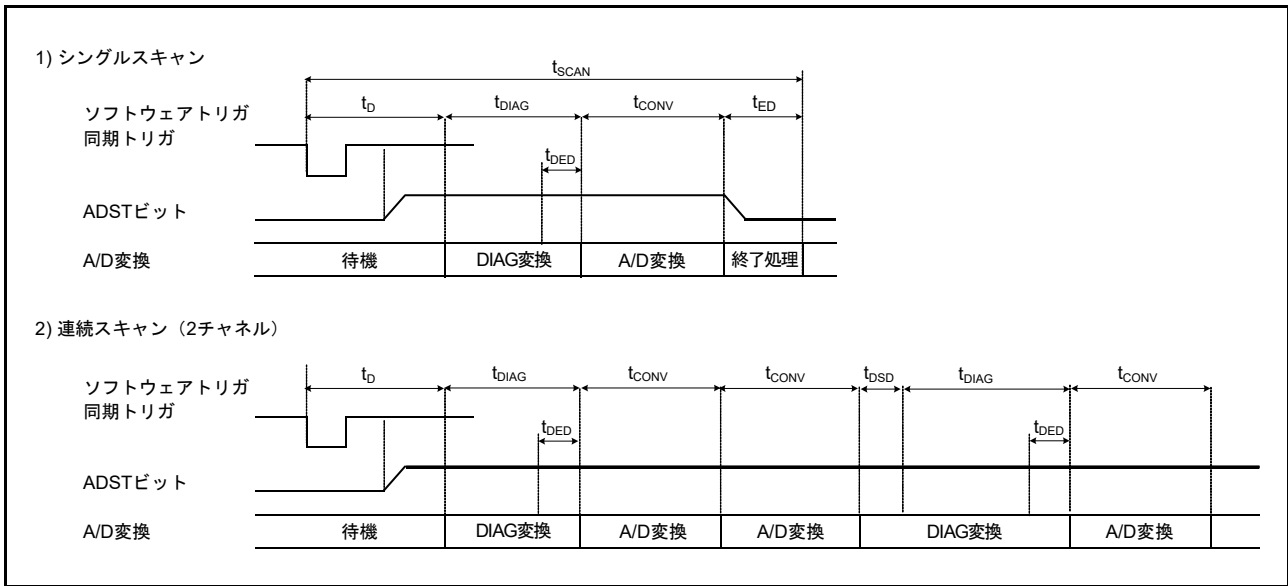 1) シングルスキャン
tSCAN
ソフトウェアトリガ
同期トリガ
tD
tDIAG
tCONV
tED
tDED
ADSTビット
A/D変換
待機
DIAG変換
A/D変換
終了処理
2) 連続スキャン（2チャネル）
ソフトウェアトリガ
同期トリガ
tD
tDIAG
tCONV
tCONV
tDSD
tDIAG
tCONV
tDED
tDED
ADSTビット
A/D変換
待機
DIAG変換
A/D変換
A/D変換
DIAG変換
A/D変換